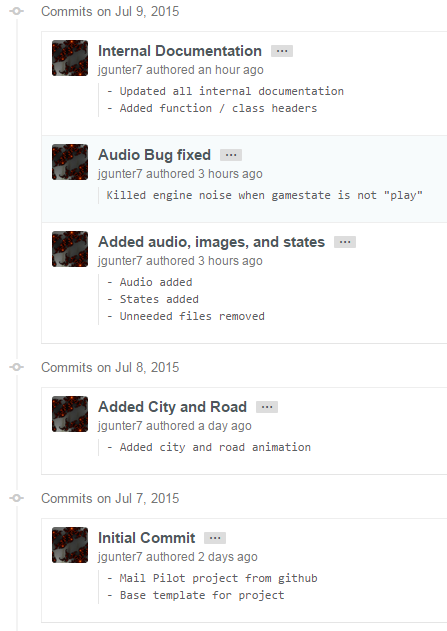 Commits on Jul 9, 2015
Internal Documentation ...
jgunter7 authored an hour ago
- Updated all internal documentation
- Added function / class headers
Audio Bug fixed ...
jgunter7 authored 3 hours ago
Killed engine noise when gamestate is not "play"
Added audio, images, and states ...
jgunter7 authored 3 hours ago
- Audio added
- States added
- Unneeded files removed
Commits on Jul 8, 2015
Added City and Road ...
jgunter7 authored a day ago
- Added city and road animation
Commits on Jul 7, 2015
Initial Commit ...
jgunter7 authored 2 days ago
- Mail Pilot project from github
- Base template for project